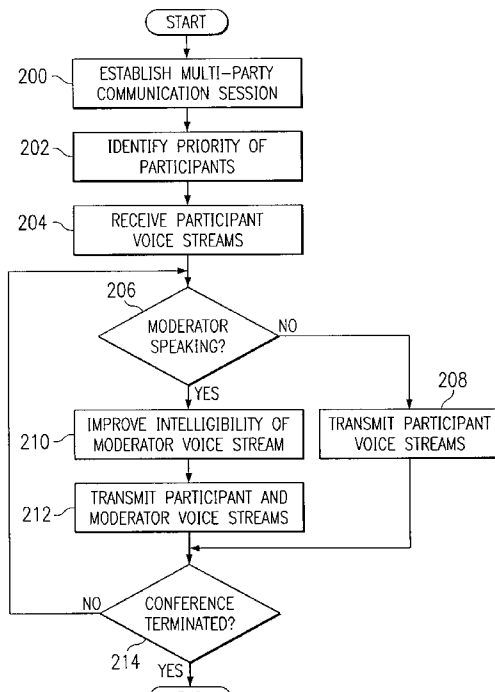 START
200
ESTABLISH MULTI-PARTY
COMMUNICATION SESSION
202
IDENTIFY PRIORITY OF
PARTICIPANTS
204
RECEIVE PARTICIPANT
VOICE STREAMS
206
MODERATOR
SPEAKING?
NO
YES
208
TRANSMIT PARTICIPANT
VOICE STREAMS
210
IMPROVE INTELLIGIBILITY OF
MODERATOR VOICE STREAM
212
TRANSMIT PARTICIPANT AND
MODERATOR VOICE STREAMS
NO
CONFERENCE
TERMINATED?
214
YES